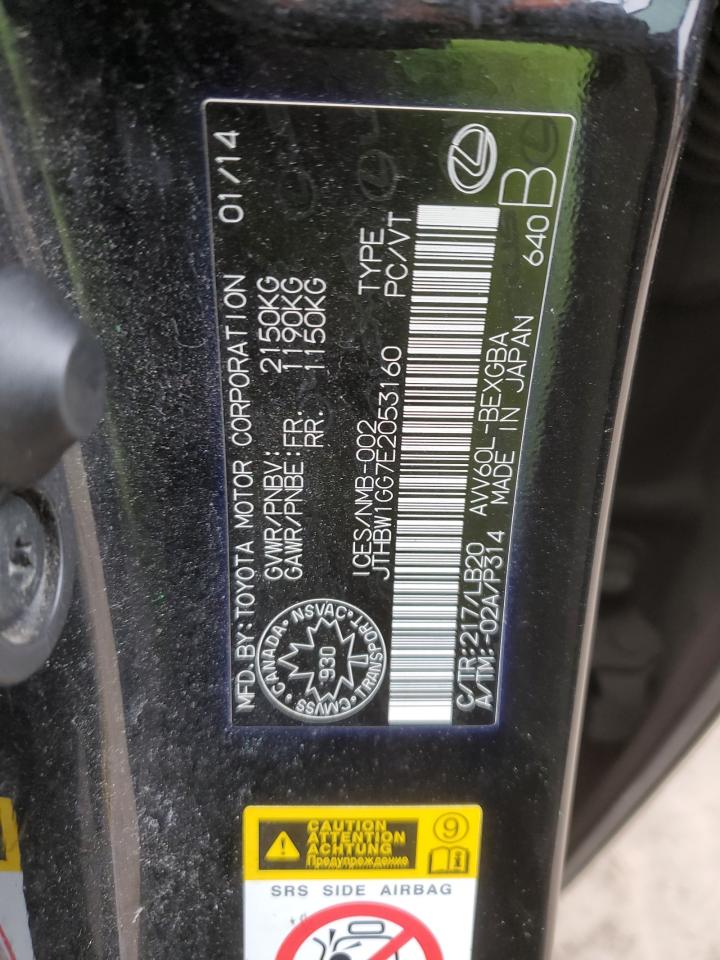 MFD.BY:TOYOTA MOTOR CORPORATION 01/14
GVWR/PNBV: 2150KG
GAWR/PNBE:FR: 1190KG
RR. 1150KG
CANADA NSVAC TRANSPORT CMVSS
930
ICES/NMB-002
JTHBW1GG7E2053160
TYPE
PC/VT
C/TR:217/LB20 AVV60L-BEXGBA
A/TM:-02A/P314 MADE IN JAPAN
640
B
CAUTION
ATTENTION
ACHTUNG
Предупреждение
9
SRS SIDE AIRBAG